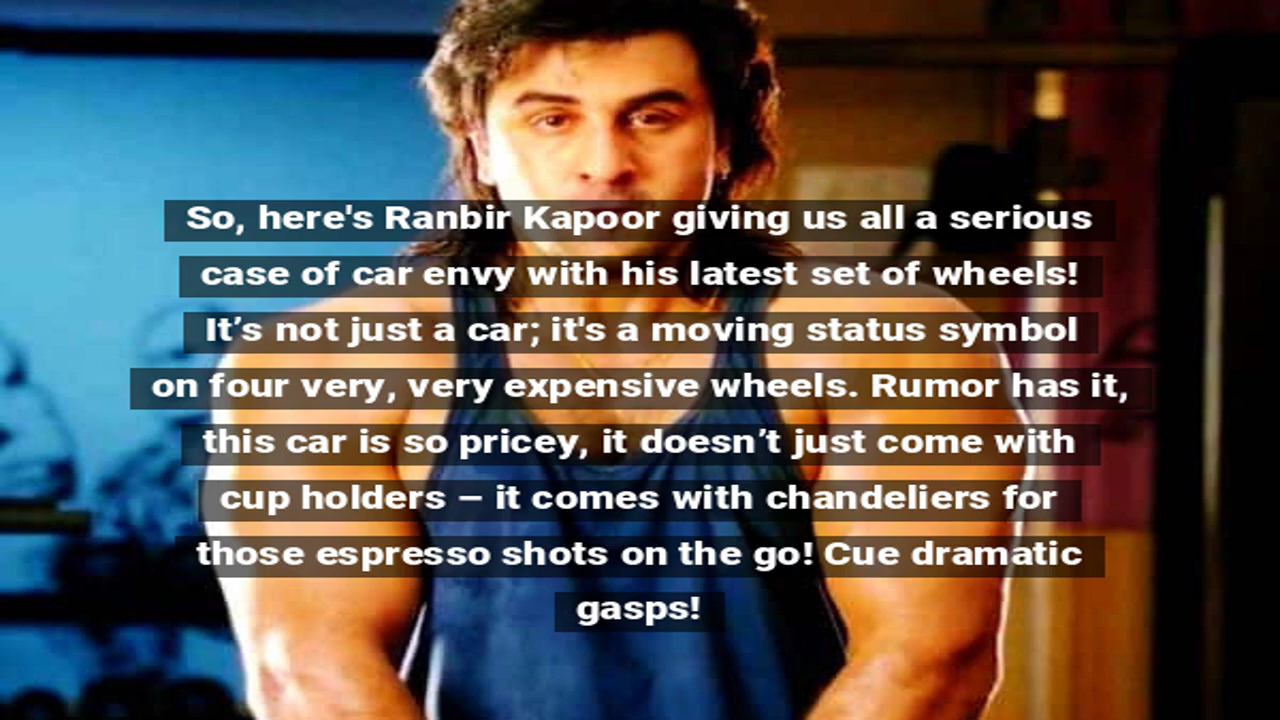 So, here's Ranbir Kapoor giving us all a serious
case of car envy with his latest set of wheels!
It’s not just a car; it's a moving status symbol
on four very, very expensive wheels. Rumor has it,
this car is so pricey, it doesn’t just come with
cup holders – it comes with chandeliers for
those espresso shots on the go! Cue dramatic
gasps!